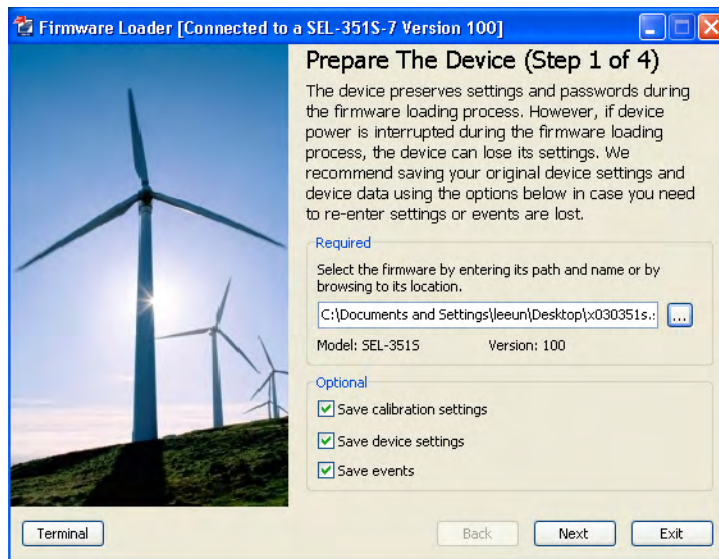 Firmware Loader [Connected to a SEL-351S-7 Version 100]
Prepare The Device (Step 1 of 4)
The device preserves settings and passwords during
the firmware loading process. However, if device
power is interrupted during the firmware loading
process, the device can lose its settings. We
recommend saving your original device settings and
device data using the options below in case you need
to re-enter settings or events are lost.
Required
Select the firmware by entering its path and name or by
browsing to its location.
C:\Documents and Settings\leeun\Desktop\x030351s.: ...
Model: SEL-351S Version: 100
Optional
Save calibration settings
Save device settings
Save events
Terminal Back Next Exit